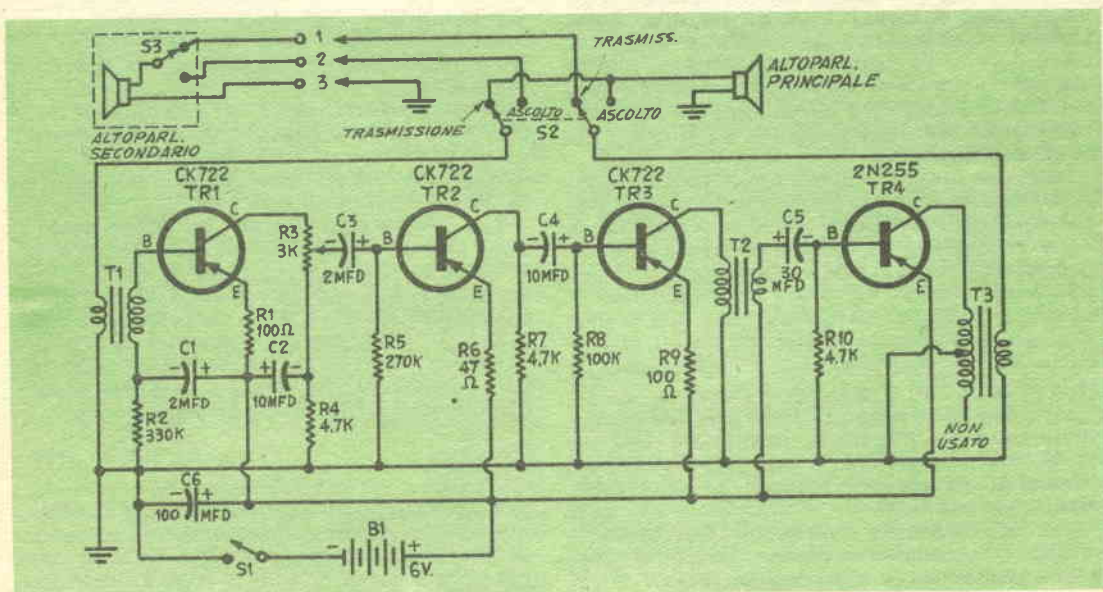 S3
1
2
3
TRASMISS.
ALTOPARL.
PRINCIPALE
ALTOPARL.
SECONDARIO
TRASMISSIONE
ASCOLTO
S2
ASCOLTO
CK722
TR1
CK722
TR2
CK722
TR3
2N255
TR4
B
C
E
B
C
E
B
C
E
B
C
E
T1
R1
100Ω
R2
330K
C1
2MFD
C2
10MFD
R3
3K
R4
4,7K
C3
2MFD
R5
270K
R6
47
Ω
R7
4.7K
C4
10MFD
R8
100K
R9
100
Ω
T2
C5
30
MFD
R10
4.7K
T3
NON
USATO
C6
100 MFD
S1
B1
6V.